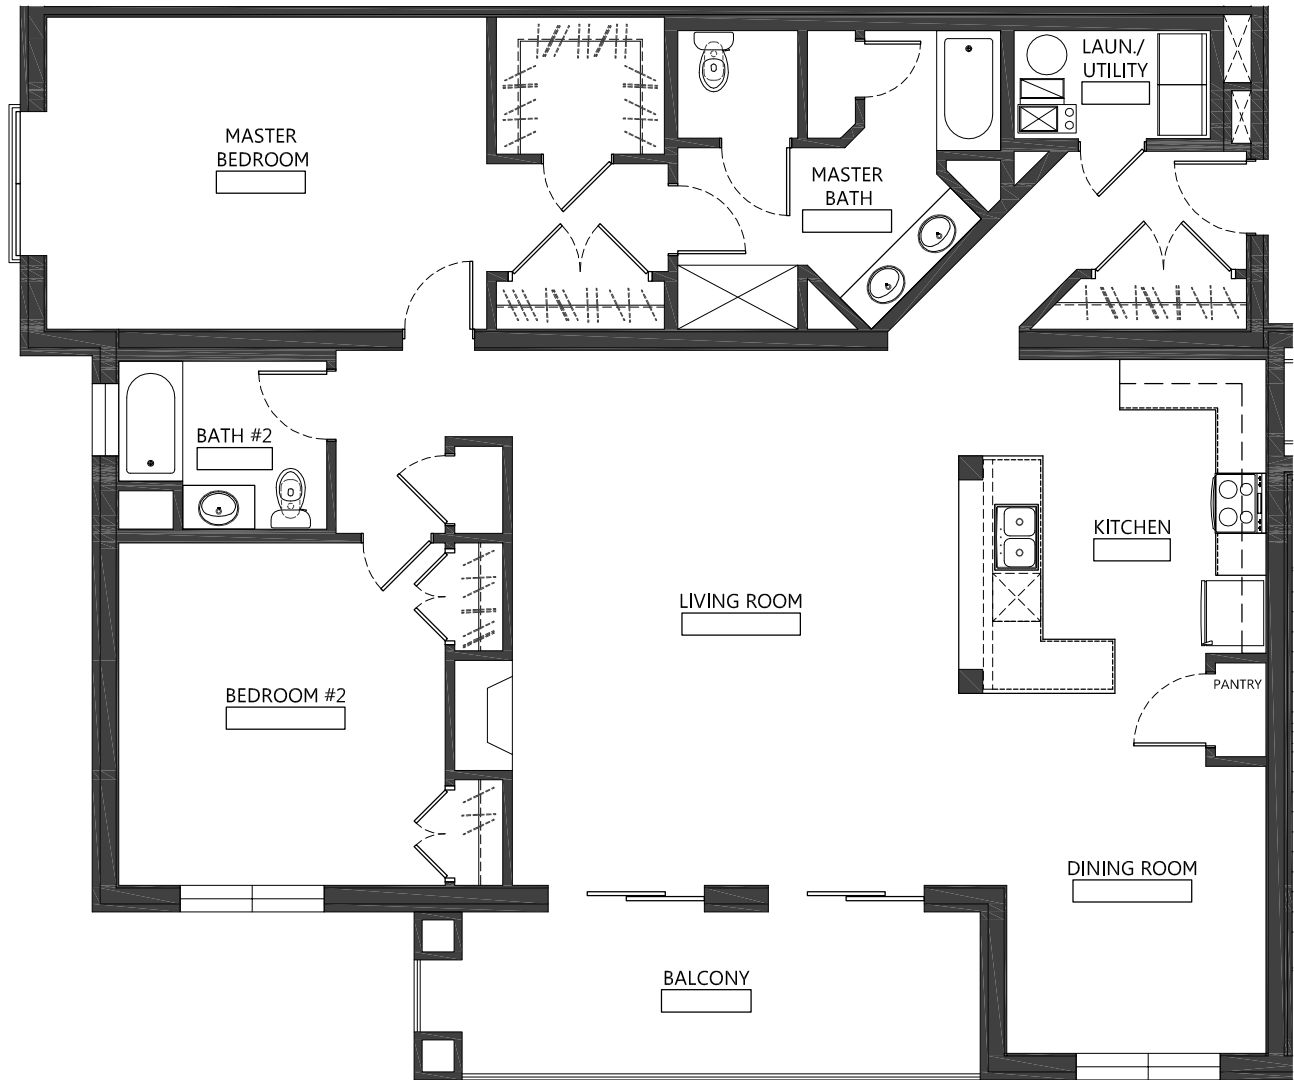 LAUN./
UTILITY
MASTER
BEDROOM
MASTER
BATH
BATH #2
KITCHEN
LIVING ROOM
BEDROOM #2
PANTRY
DINING ROOM
BALCONY